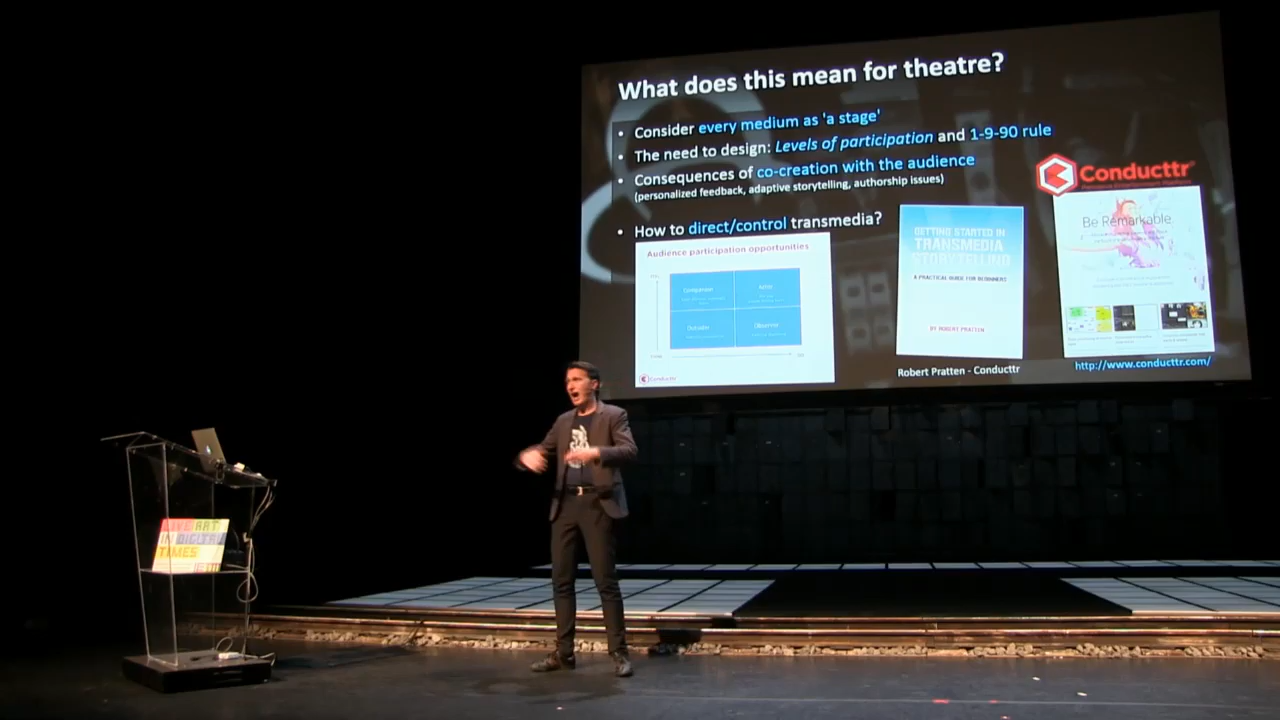 What does this mean for theatre?
• Consider every medium as 'a stage'
• The need to design: Levels of participation and 1-9-90 rule
• Consequences of co-creation with the audience
(personalized feedback, adaptive storytelling, authorship issues)
• How to direct/control transmedia?
Audience participation opportunities
Outsider
Observer
Conducttr
GETTING STARTED IN
TRANSMEDIA
STORYTELLING
A PRACTICAL GUIDE FOR BEGINNERS
BY ROBERT PRATTEN
Robert Pratten - Conducttr
Conducttr
Be Remarkable
http://www.conducttr.com/
LIVE ART
IN DIGITAL
TIMES